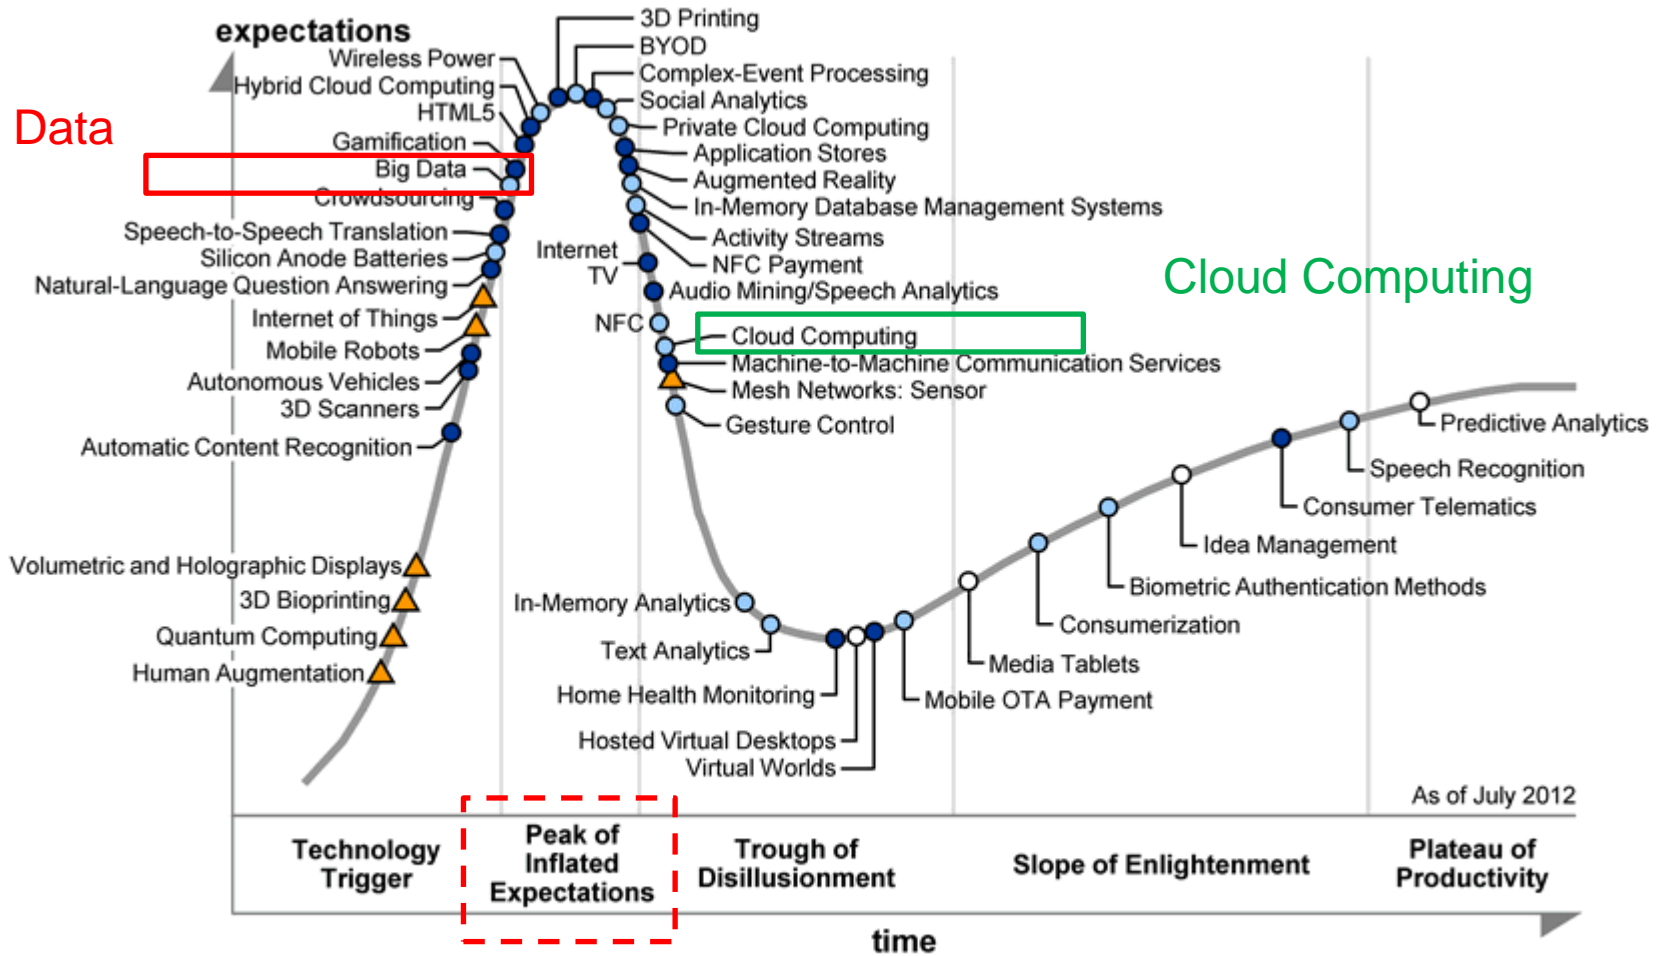 expectations
3D Printing
BYOD
Wireless Power
Complex-Event Processing
Hybrid Cloud Computing
Social Analytics
HTML5
Private Cloud Computing
Data
Gamification
Application Stores
Big Data
Augmented Reality
Crowdsourcing
In-Memory Database Management Systems
Speech-to-Speech Translation
Activity Streams
Silicon Anode Batteries
Internet
TV
NFC Payment
Natural-Language Question Answering
Audio Mining/Speech Analytics
Cloud Computing
Internet of Things
NFC
Cloud Computing
Mobile Robots
Machine-to-Machine Communication Services
Autonomous Vehicles
Mesh Networks: Sensor
3D Scanners
Gesture Control
Automatic Content Recognition
Predictive Analytics
Speech Recognition
Consumer Telematics
Idea Management
Volumetric and Holographic Displays
Biometric Authentication Methods
3D Bioprinting
In-Memory Analytics
Consumerization
Quantum Computing
Text Analytics
Media Tablets
Human Augmentation
Home Health Monitoring
Mobile OTA Payment
Hosted Virtual Desktops
Virtual Worlds
As of July 2012
Technology
Trigger
Peak of
Inflated
Expectations
Trough of
Disillusionment
Slope of Enlightenment
Plateau of
Productivity
time